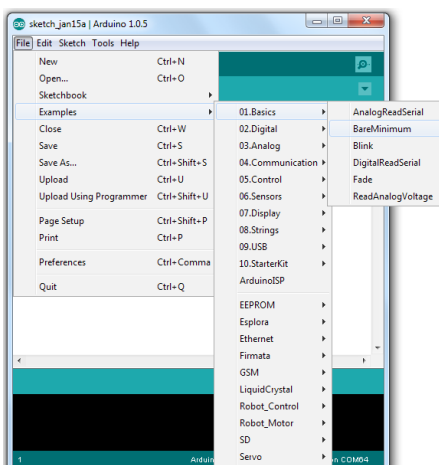 sketch_jan15a | Arduino 1.0.5
File Edit Sketch Tools Help
New Ctrl+N
Open... Ctrl+O
Sketchbook
Examples
Close Ctrl+W
Save Ctrl+S
Save As... Ctrl+Shift+S
Upload Ctrl+U
Upload Using Programmer Ctrl+Shift+U
Page Setup Ctrl+Shift+P
Print Ctrl+P
Preferences Ctrl+Comma
Quit Ctrl+Q
01.Basics
02.Digital
03.Analog
04.Communication
05.Control
06.Sensors
07.Display
08.Strings
09.USB
10.StarterKit
ArduinoISP
EEPROM
Esplora
Ethernet
Firmata
GSM
LiquidCrystal
Robot_Control
Robot_Motor
SD
Servo
AnalogReadSerial
BareMinimum
Blink
DigitalReadSerial
Fade
ReadAnalogVoltage
1
COM64